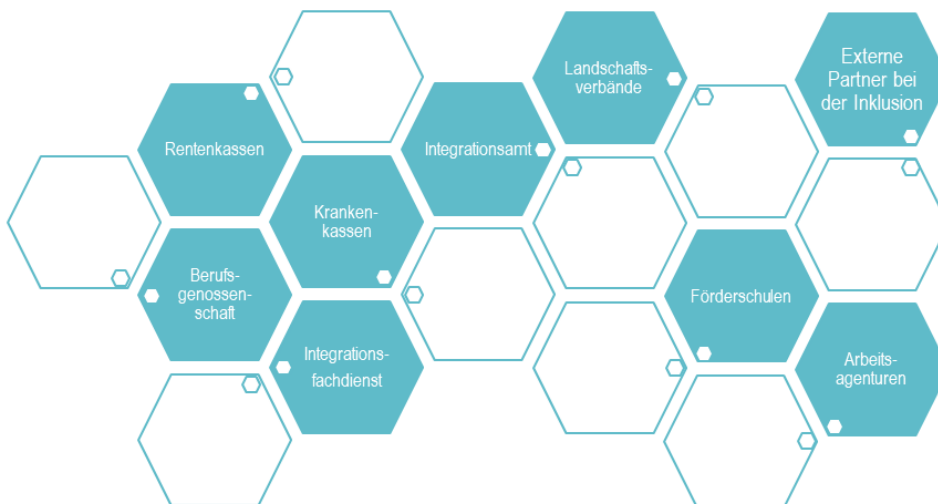 Landschafts-
verbände
Externe
Partner bei
der Inklusion
Rentenkassen
Integrationsamt
Kranken-
kassen
Berufs-
genossen-
schaft
Förderschulen
Integrations-
fachdienst
Arbeits-
agenturen